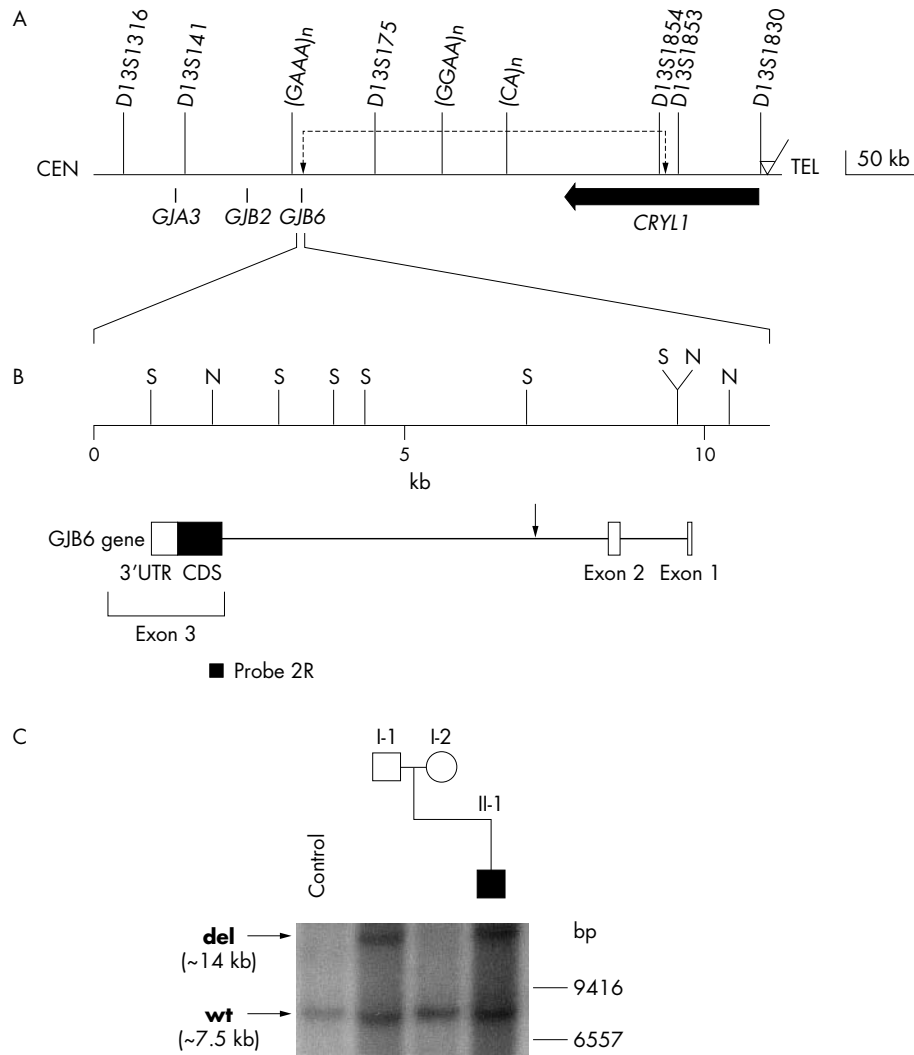 A
D13S1316
D13S141
(GAAA)n
D13S175
(GGAA)n
(CA)n
D13S1854
D13S1853
D13S1830
CEN
TEL
50 kb
GJA3
GJB2
GJB6
CRYL1
B
S
N
S
S
S
S
S
N
N
0
5
10
kb
GJB6 gene
3'UTR
CDS
Exon 2
Exon 1
Exon 3
Probe 2R
C
I-1
I-2
II-1
Control
del
(~14 kb)
wt
(~7.5 kb)
bp
9416
6557